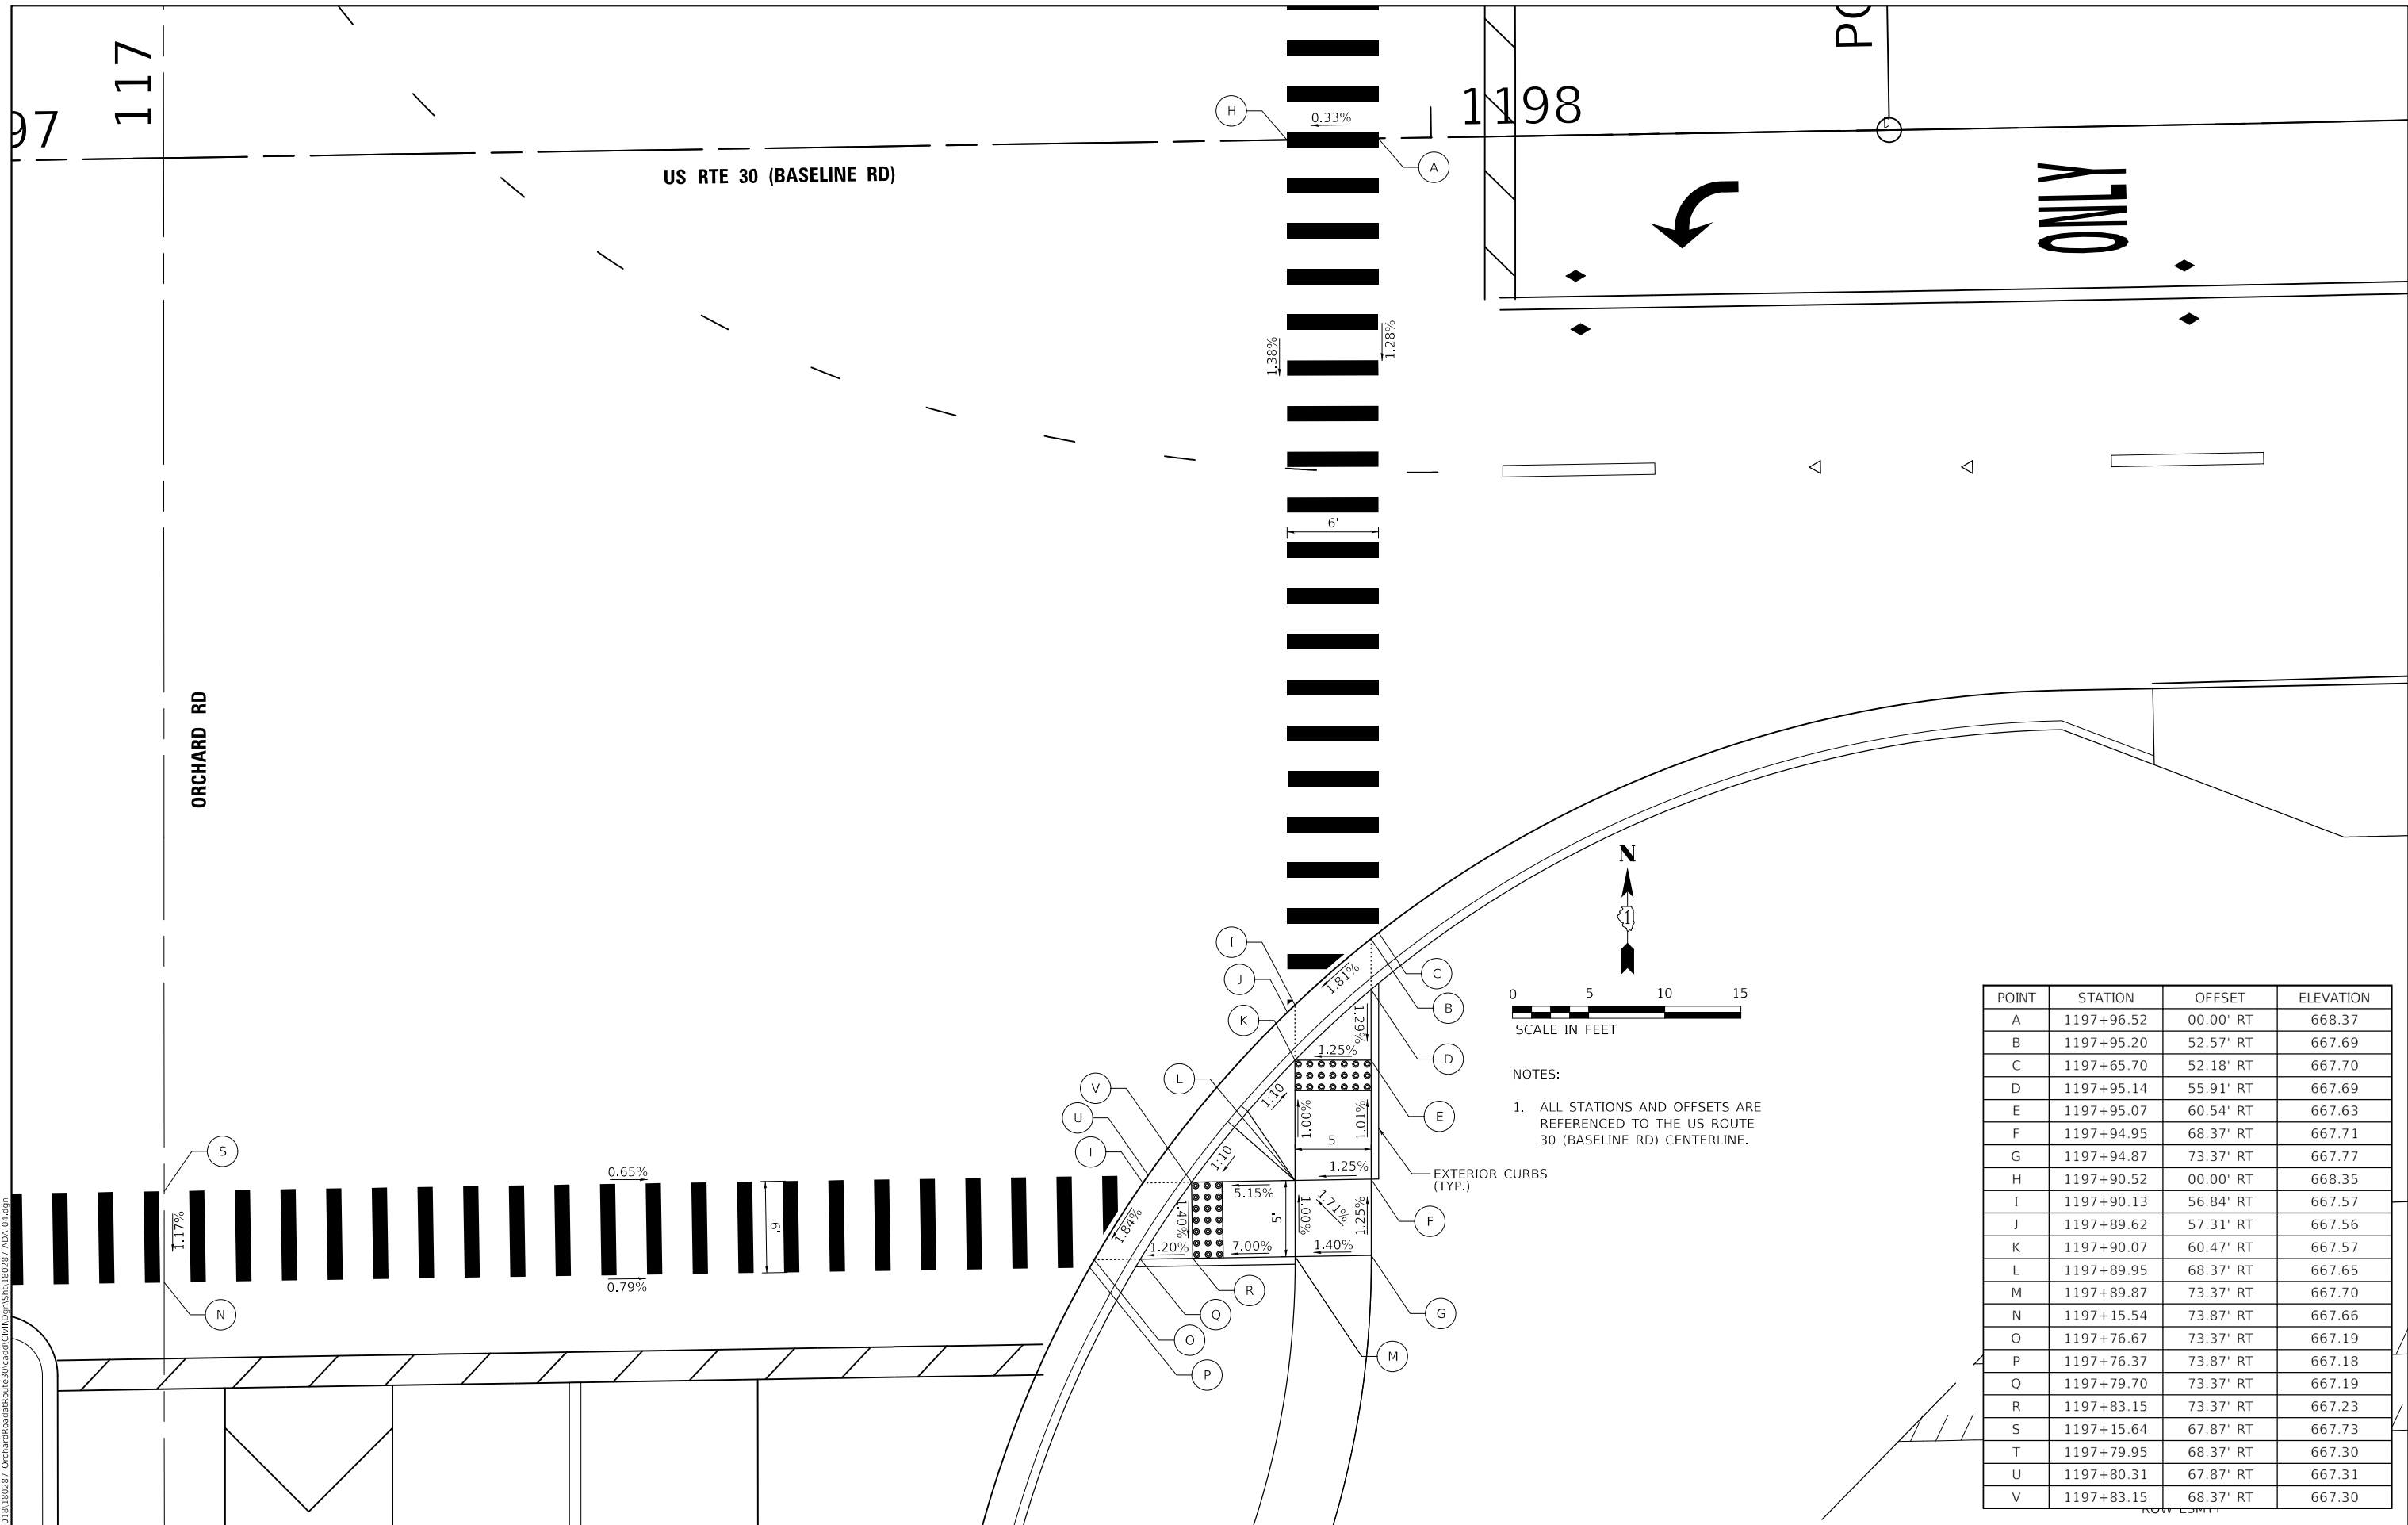 97
117
1198
PO
H
0.33%
A
US RTE 30 (BASELINE RD)
ONLY
1.38%
1.28%
6'
ORCHARD RD
N
1
0 5 10 15
SCALE IN FEET
NOTES:
1. ALL STATIONS AND OFFSETS ARE
REFERENCED TO THE US ROUTE
30 (BASELINE RD) CENTERLINE.
EXTERIOR CURBS
(TYP.)
I
J
K
L
V
U
T
S
N
C
B
D
E
F
G
M
R
Q
O
P
1.81%
1.29%
1.25%
1:10
1.00%
1.01%
5'
1:10
1.25%
5.15%
1.40%
5'
1.00%
1.71%
1.25%
1.84%
1.20%
7.00%
1.40%
0.65%
1.17%
6'
0.79%
POINT STATION OFFSET ELEVATION
A 1197+96.52 00.00' RT 668.37
B 1197+95.20 52.57' RT 667.69
C 1197+65.70 52.18' RT 667.70
D 1197+95.14 55.91' RT 667.69
E 1197+95.07 60.54' RT 667.63
F 1197+94.95 68.37' RT 667.71
G 1197+94.87 73.37' RT 667.77
H 1197+90.52 00.00' RT 668.35
I 1197+90.13 56.84' RT 667.57
J 1197+89.62 57.31' RT 667.56
K 1197+90.07 60.47' RT 667.57
L 1197+89.95 68.37' RT 667.65
M 1197+89.87 73.37' RT 667.70
N 1197+15.54 73.87' RT 667.66
O 1197+76.67 73.37' RT 667.19
P 1197+76.37 73.87' RT 667.18
Q 1197+79.70 73.37' RT 667.19
R 1197+83.15 73.37' RT 667.23
S 1197+15.64 67.87' RT 667.73
T 1197+79.95 68.37' RT 667.30
U 1197+80.31 67.87' RT 667.31
V 1197+83.15 68.37' RT 667.30
018\180287 OrchardRoadatRoute30\cadd\Civil\Dgn\Sht\180287-ADA-04.dgn